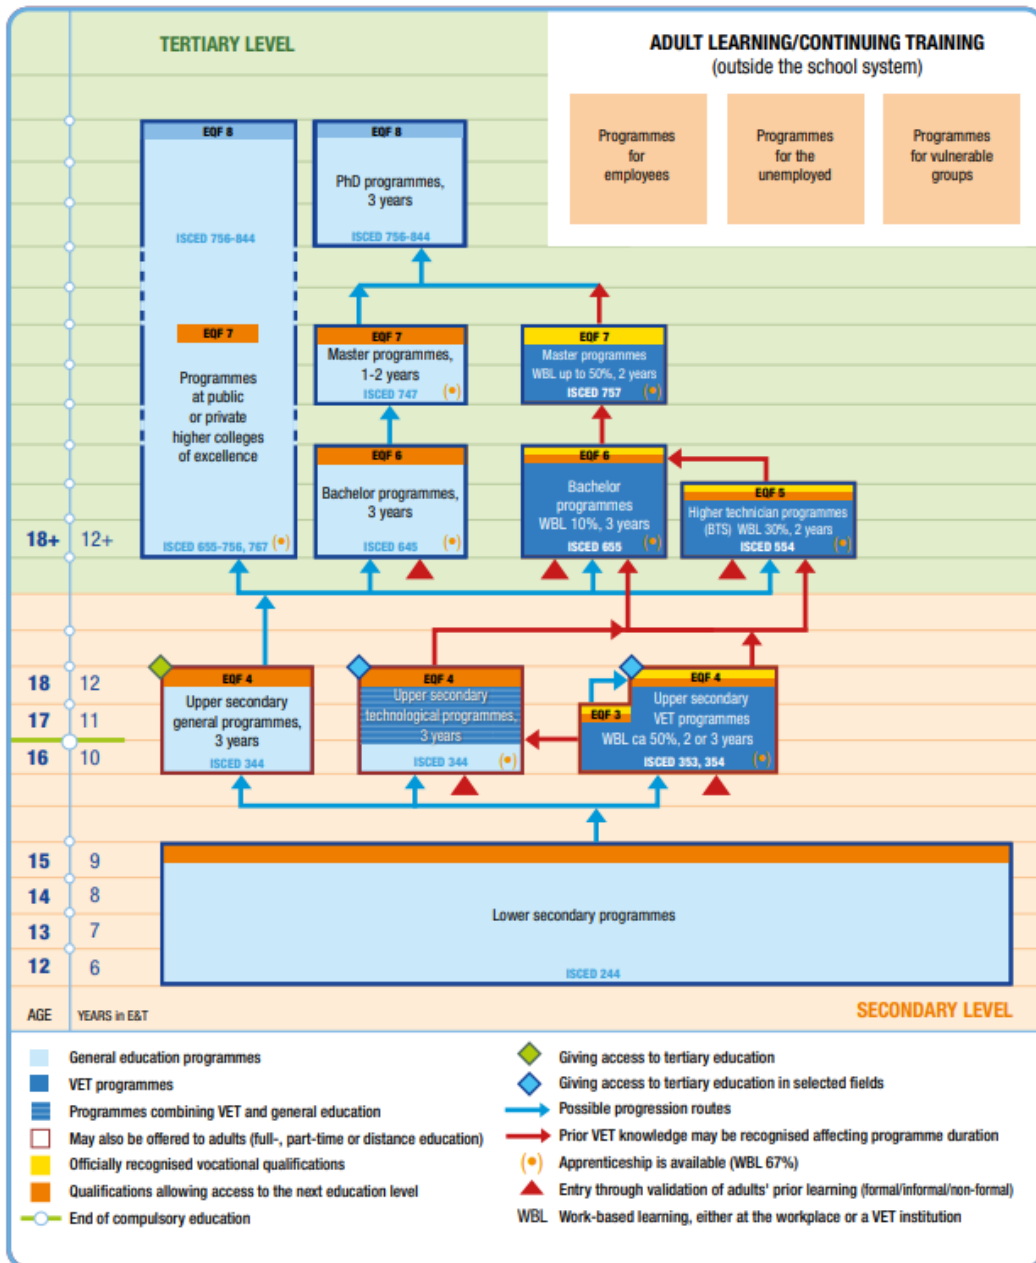 TERTIARY LEVEL
ADULT LEARNING/CONTINUING TRAINING
(outside the school system)
Programmes
for
employees
Programmes
for the
unemployed
Programmes
for vulnerable
groups
EQF 8
ISCED 756-844
EQF 7
Programmes
at public
or private
higher colleges
of excellence
ISCED 655-756, 767 (•)
EQF 8
PhD programmes,
3 years
ISCED 756-844
EQF 7
Master programmes,
1-2 years
ISCED 747 (•)
EQF 7
Master programmes
WBL up to 50%, 2 years
ISCED 757 (•)
EQF 6
Bachelor programmes,
3 years
ISCED 645 (•)
EQF 6
Bachelor
programmes
WBL 10%, 3 years
ISCED 655 (•)
EQF 5
Higher technician programmes
(BTS) WBL 30%, 2 years
ISCED 554 (•)
18+ 12+
EQF 4
Upper secondary
general programmes,
3 years
ISCED 344
EQF 4
Upper secondary
technological programmes,
3 years
ISCED 344 (•)
EQF 3
EQF 4
Upper secondary
VET programmes
WBL ca 50%, 2 or 3 years
ISCED 353, 354 (•)
18 12
17 11
16 10
15 9
14 8
13 7
12 6
Lower secondary programmes
ISCED 244
AGE YEARS in E&T
SECONDARY LEVEL
General education programmes
VET programmes
Programmes combining VET and general education
May also be offered to adults (full-, part-time or distance education)
Officially recognised vocational qualifications
Qualifications allowing access to the next education level
End of compulsory education
Giving access to tertiary education
Giving access to tertiary education in selected fields
Possible progression routes
Prior VET knowledge may be recognised affecting programme duration
(•) Apprenticeship is available (WBL 67%)
Entry through validation of adults' prior learning (formal/informal/non-formal)
WBL Work-based learning, either at the workplace or a VET institution